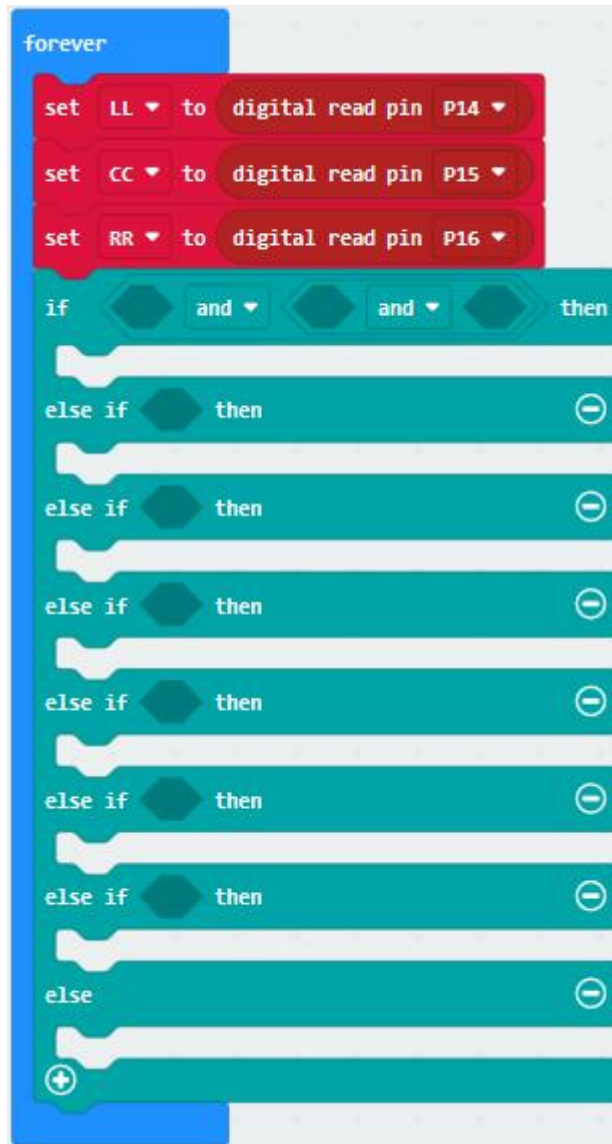 forever
set LL to digital read pin P14
set CC to digital read pin P15
set RR to digital read pin P16
if and and then
else if then
else if then
else if then
else if then
else if then
else if then
else